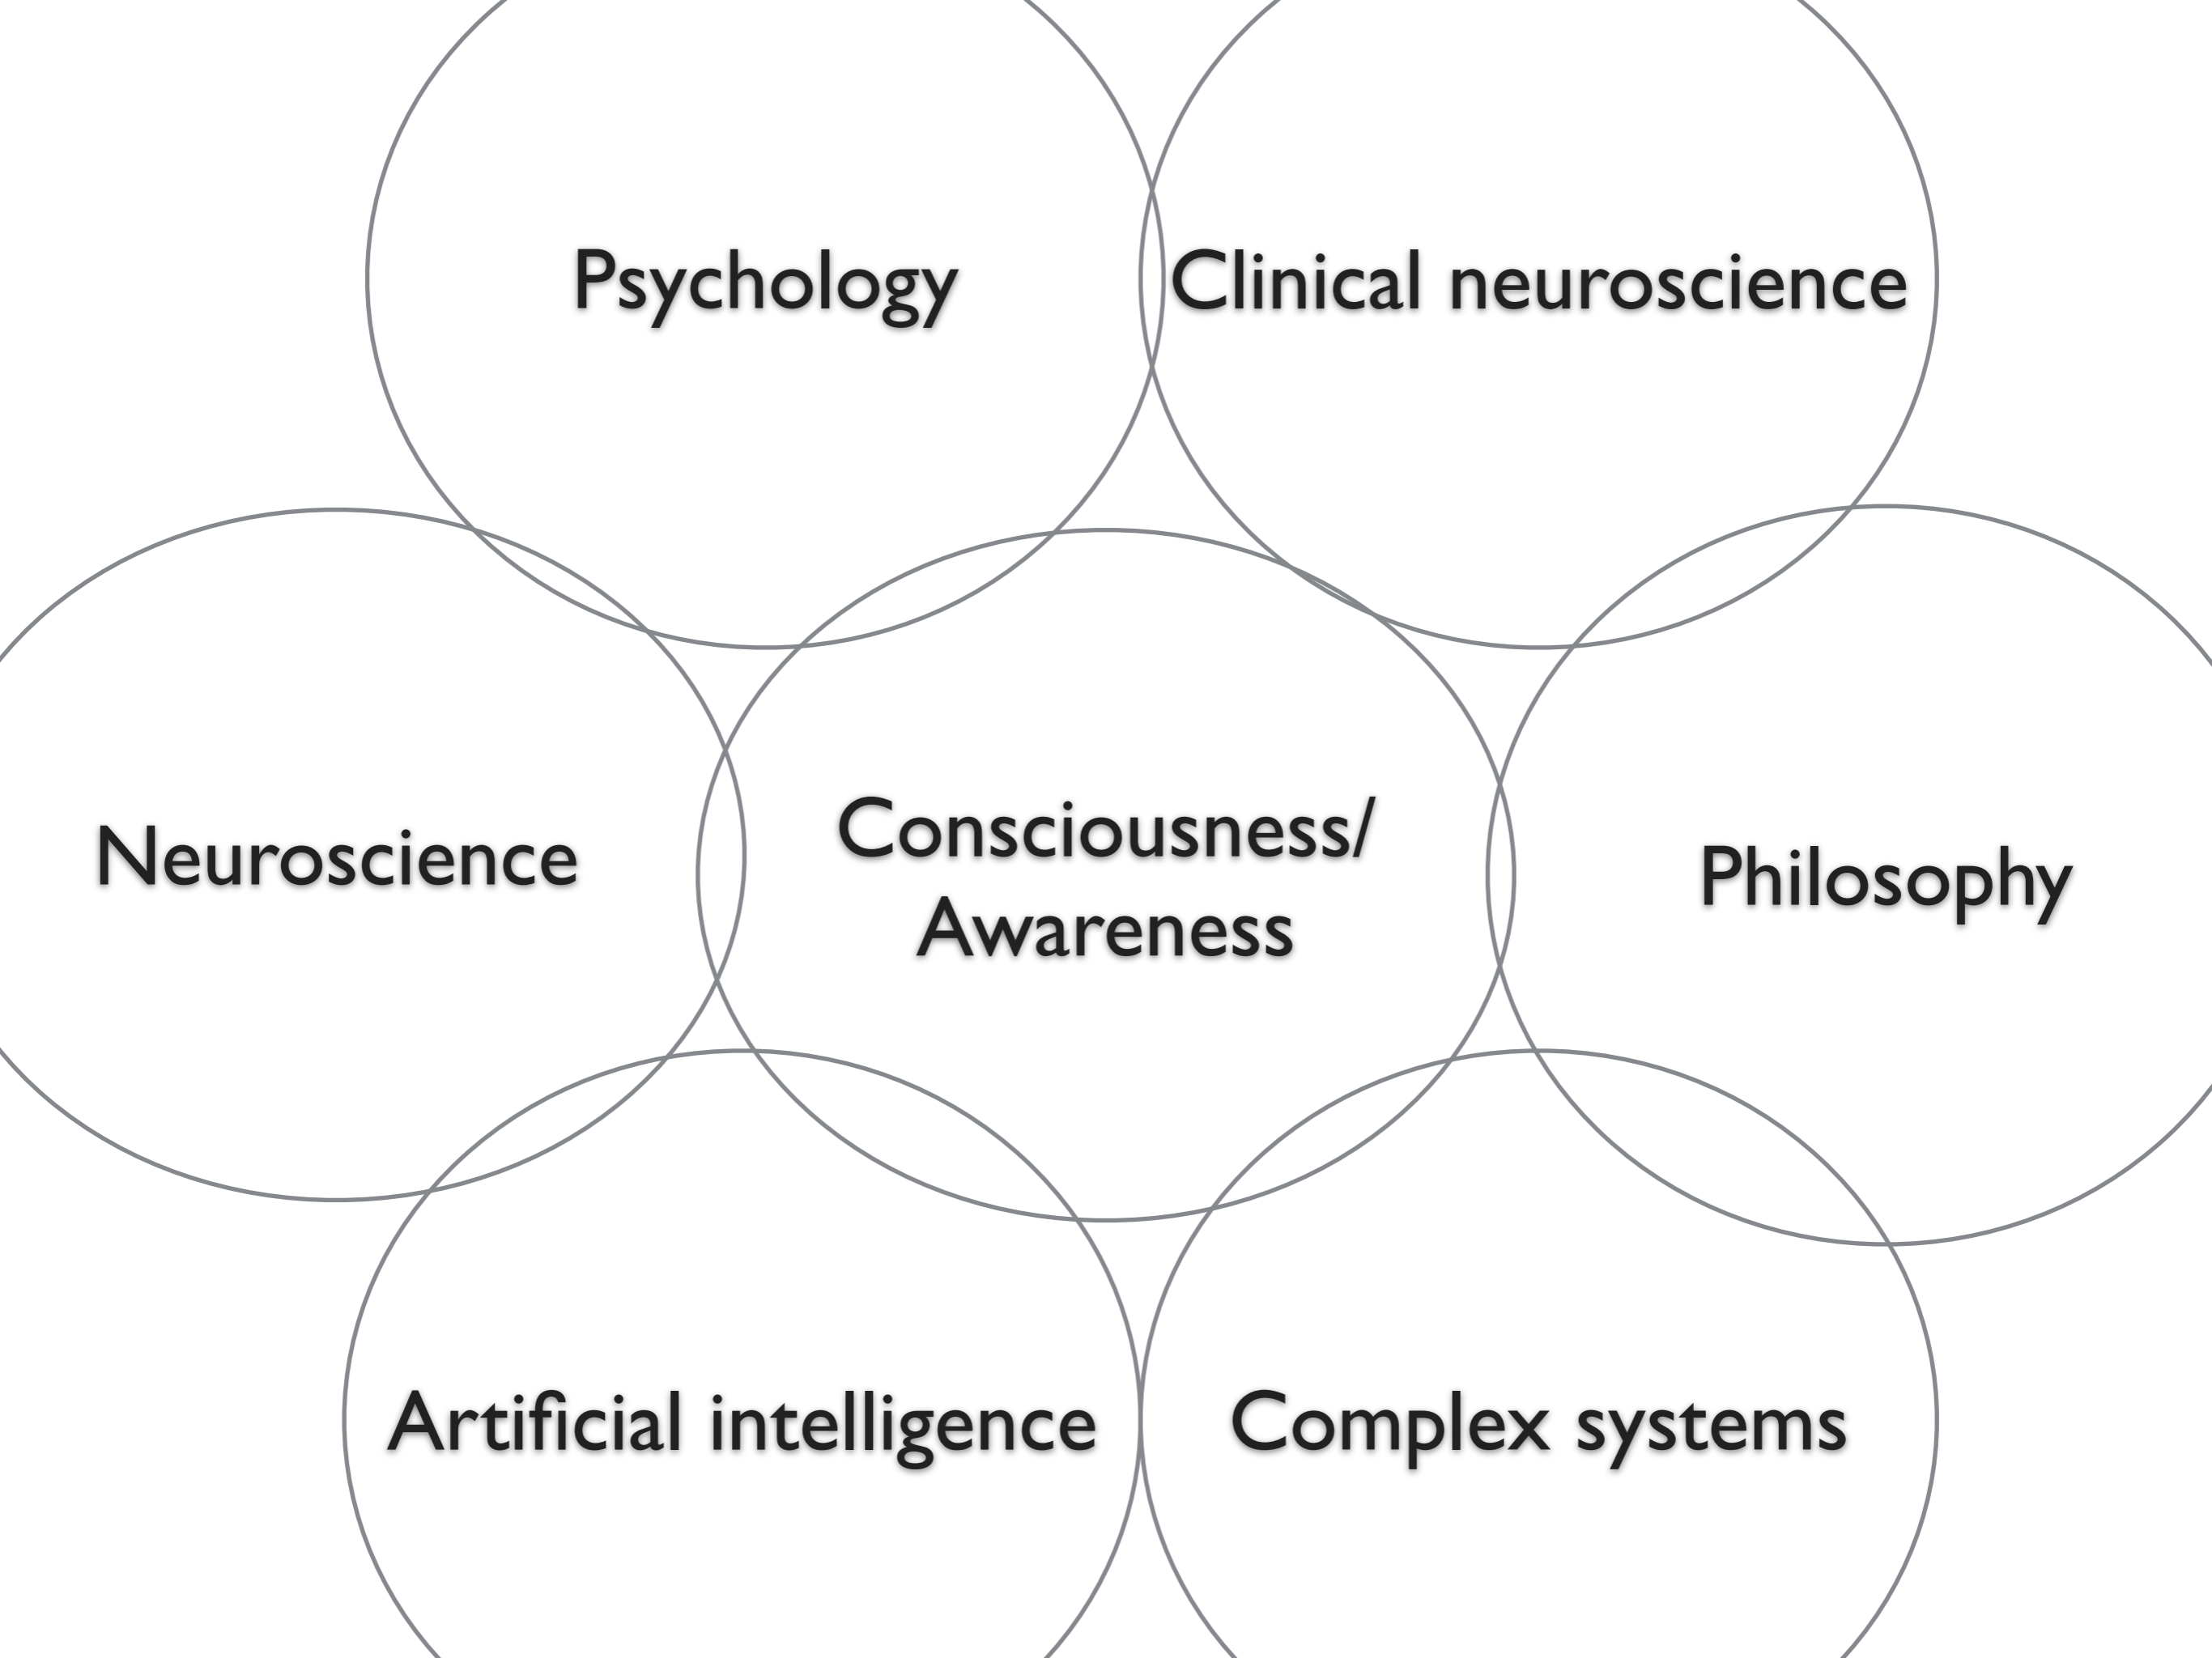 Psychology
Clinical neuroscience
Neuroscience
Consciousness/
Awareness
Philosophy
Artificial intelligence
Complex systems